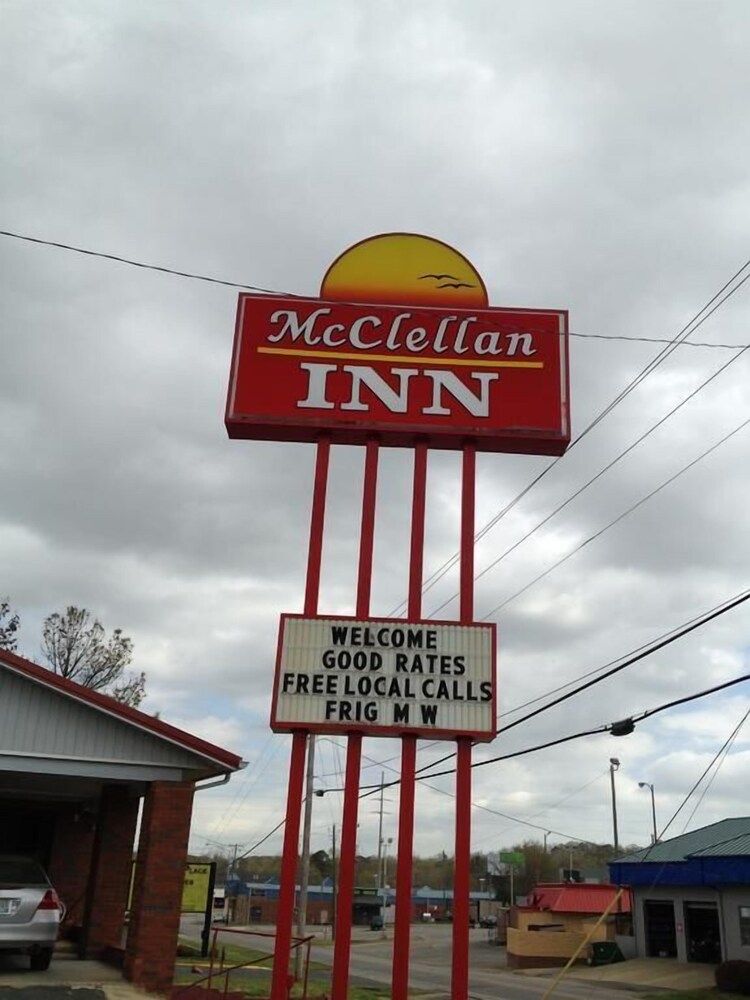 McClellan
INN
WELCOME
GOOD RATES
FREE LOCAL CALLS
FRIG M W